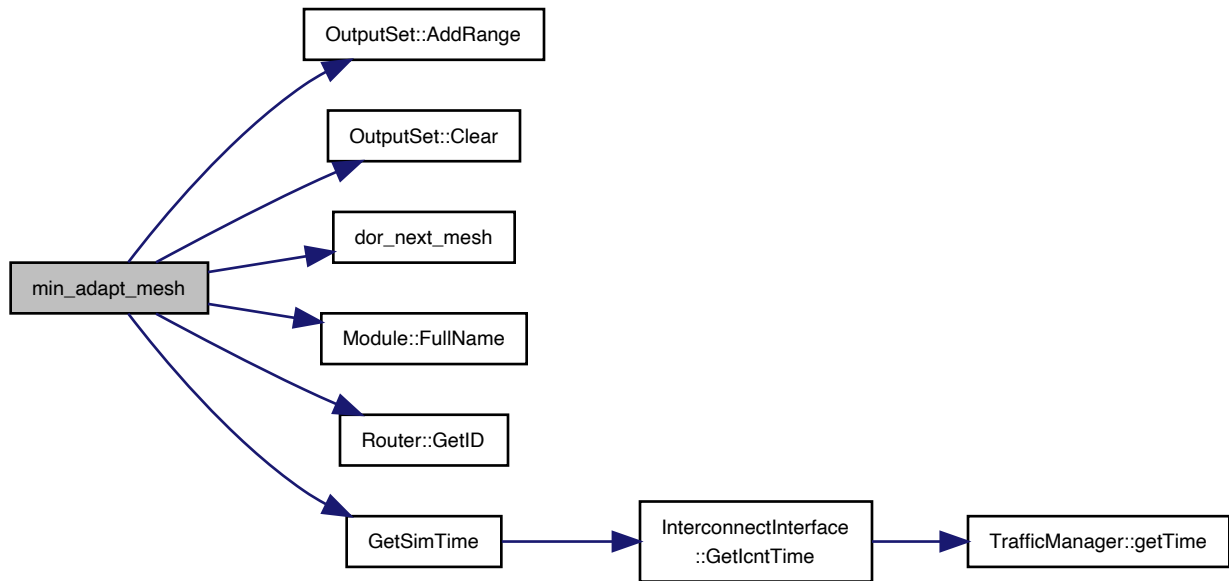 OutputSet::AddRange
OutputSet::Clear
dor_next_mesh
min_adapt_mesh
Module::FullName
Router::GetID
GetSimTime
InterconnectInterface
::GetIcntTime
TrafficManager::getTime